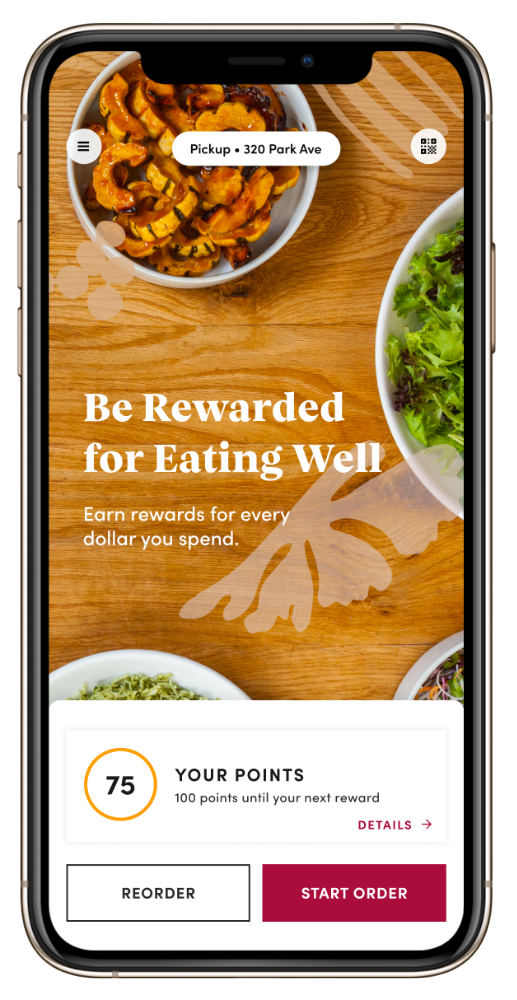 Pickup • 320 Park Ave
Be Rewarded
for Eating Well
Earn rewards for every
dollar you spend.
75
YOUR POINTS
100 points until your next reward
DETAILS →
REORDER
START ORDER